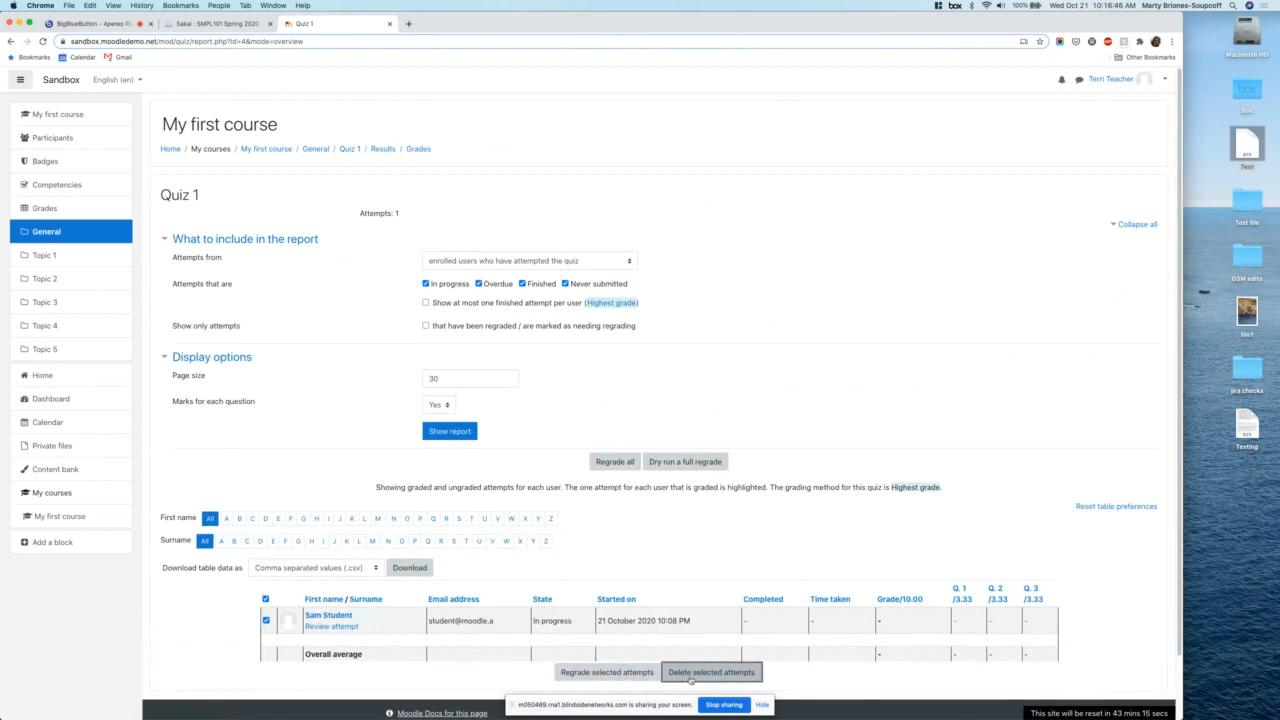 Chrome File Edit View History Bookmarks People Tab Window Help
box 100% Wed Oct 21 10:16:46 AM Marty Briones-Soupcoff
BigBlueButton - Apereo R
Sakai : SMPL101 Spring 2020
Quiz 1
sandbox.moodledemo.net/mod/quiz/report.php?id=4&mode=overview
Bookmarks Calendar Gmail Other Bookmarks
Sandbox English (en) Terri Teacher
My first course
Participants
Badges
Competencies
Grades
General
Topic 1
Topic 2
Topic 3
Topic 4
Topic 5
Home
Dashboard
Calendar
Private files
Content bank
My courses
My first course
Add a block
My first course
Home / My courses / My first course / General / Quiz 1 / Results / Grades
Quiz 1
Attempts: 1
Collapse all
What to include in the report
Attempts from enrolled users who have attempted the quiz
Attempts that are In progress Overdue Finished Never submitted
Show at most one finished attempt per user (Highest grade)
Show only attempts that have been regraded / are marked as needing regrading
Display options
Page size 30
Marks for each question Yes
Show report
Regrade all Dry run a full regrade
Showing graded and ungraded attempts for each user. The one attempt for each user that is graded is highlighted. The grading method for this quiz is Highest grade.
Reset table preferences
First name All A B C D E F G H I J K L M N O P Q R S T U V W X Y Z
Surname All A B C D E F G H I J K L M N O P Q R S T U V W X Y Z
Download table data as Comma separated values (.csv) Download
First name / Surname Email address State Started on Completed Time taken Grade/10.00 Q. 1 /3.33 Q. 2 /3.33 Q. 3 /3.33
Sam Student student@moodle.a In progress 21 October 2020 10:08 PM - - - - - -
Review attempt
Overall average - - - -
Regrade selected attempts Delete selected attempts
m050469.rna1.blindsidenetworks.com is sharing your screen. Stop sharing Hide
Moodle Docs for this page
This site will be reset in 43 mins 15 secs
Macintosh HD
box
Box
RTF
Test
Test file
OSM edits
file1
jira checks
RTF
Testing